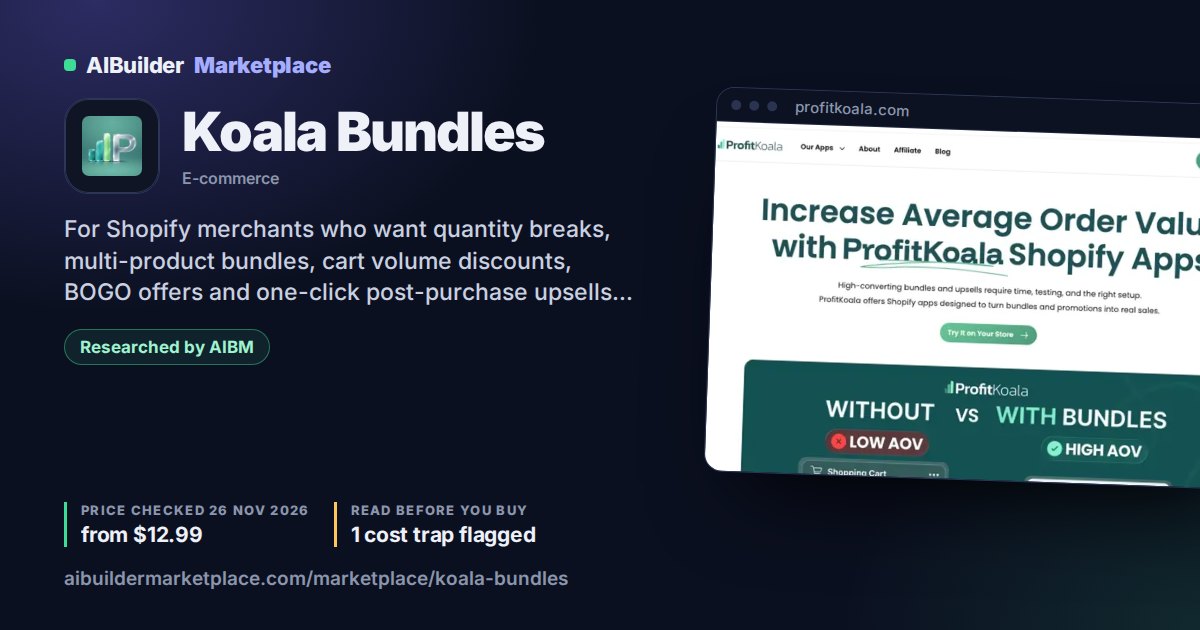 AIBuilder Marketplace
P
Koala Bundles
E-commerce
For Shopify merchants who want quantity breaks,
multi-product bundles, cart volume discounts,
BOGO offers and one-click post-purchase upsells...
Researched by AIBM
PRICE CHECKED 26 NOV 2026
from $12.99
READ BEFORE YOU BUY
1 cost trap flagged
aibuildermarketplace.com/marketplace/koala-bundles
profitkoala.com
ProfitKoala Our Apps About Affiliate Blog
Increase Average Order Valu
with ProfitKoala Shopify Apps
High-converting bundles and upsells require time, testing, and the right setup.
ProfitKoala offers Shopify apps designed to turn bundles and promotions into real sales.
Try It on Your Store →
ProfitKoala
WITHOUT VS WITH BUNDLES
LOW AOV
HIGH AOV
Shopping Cart